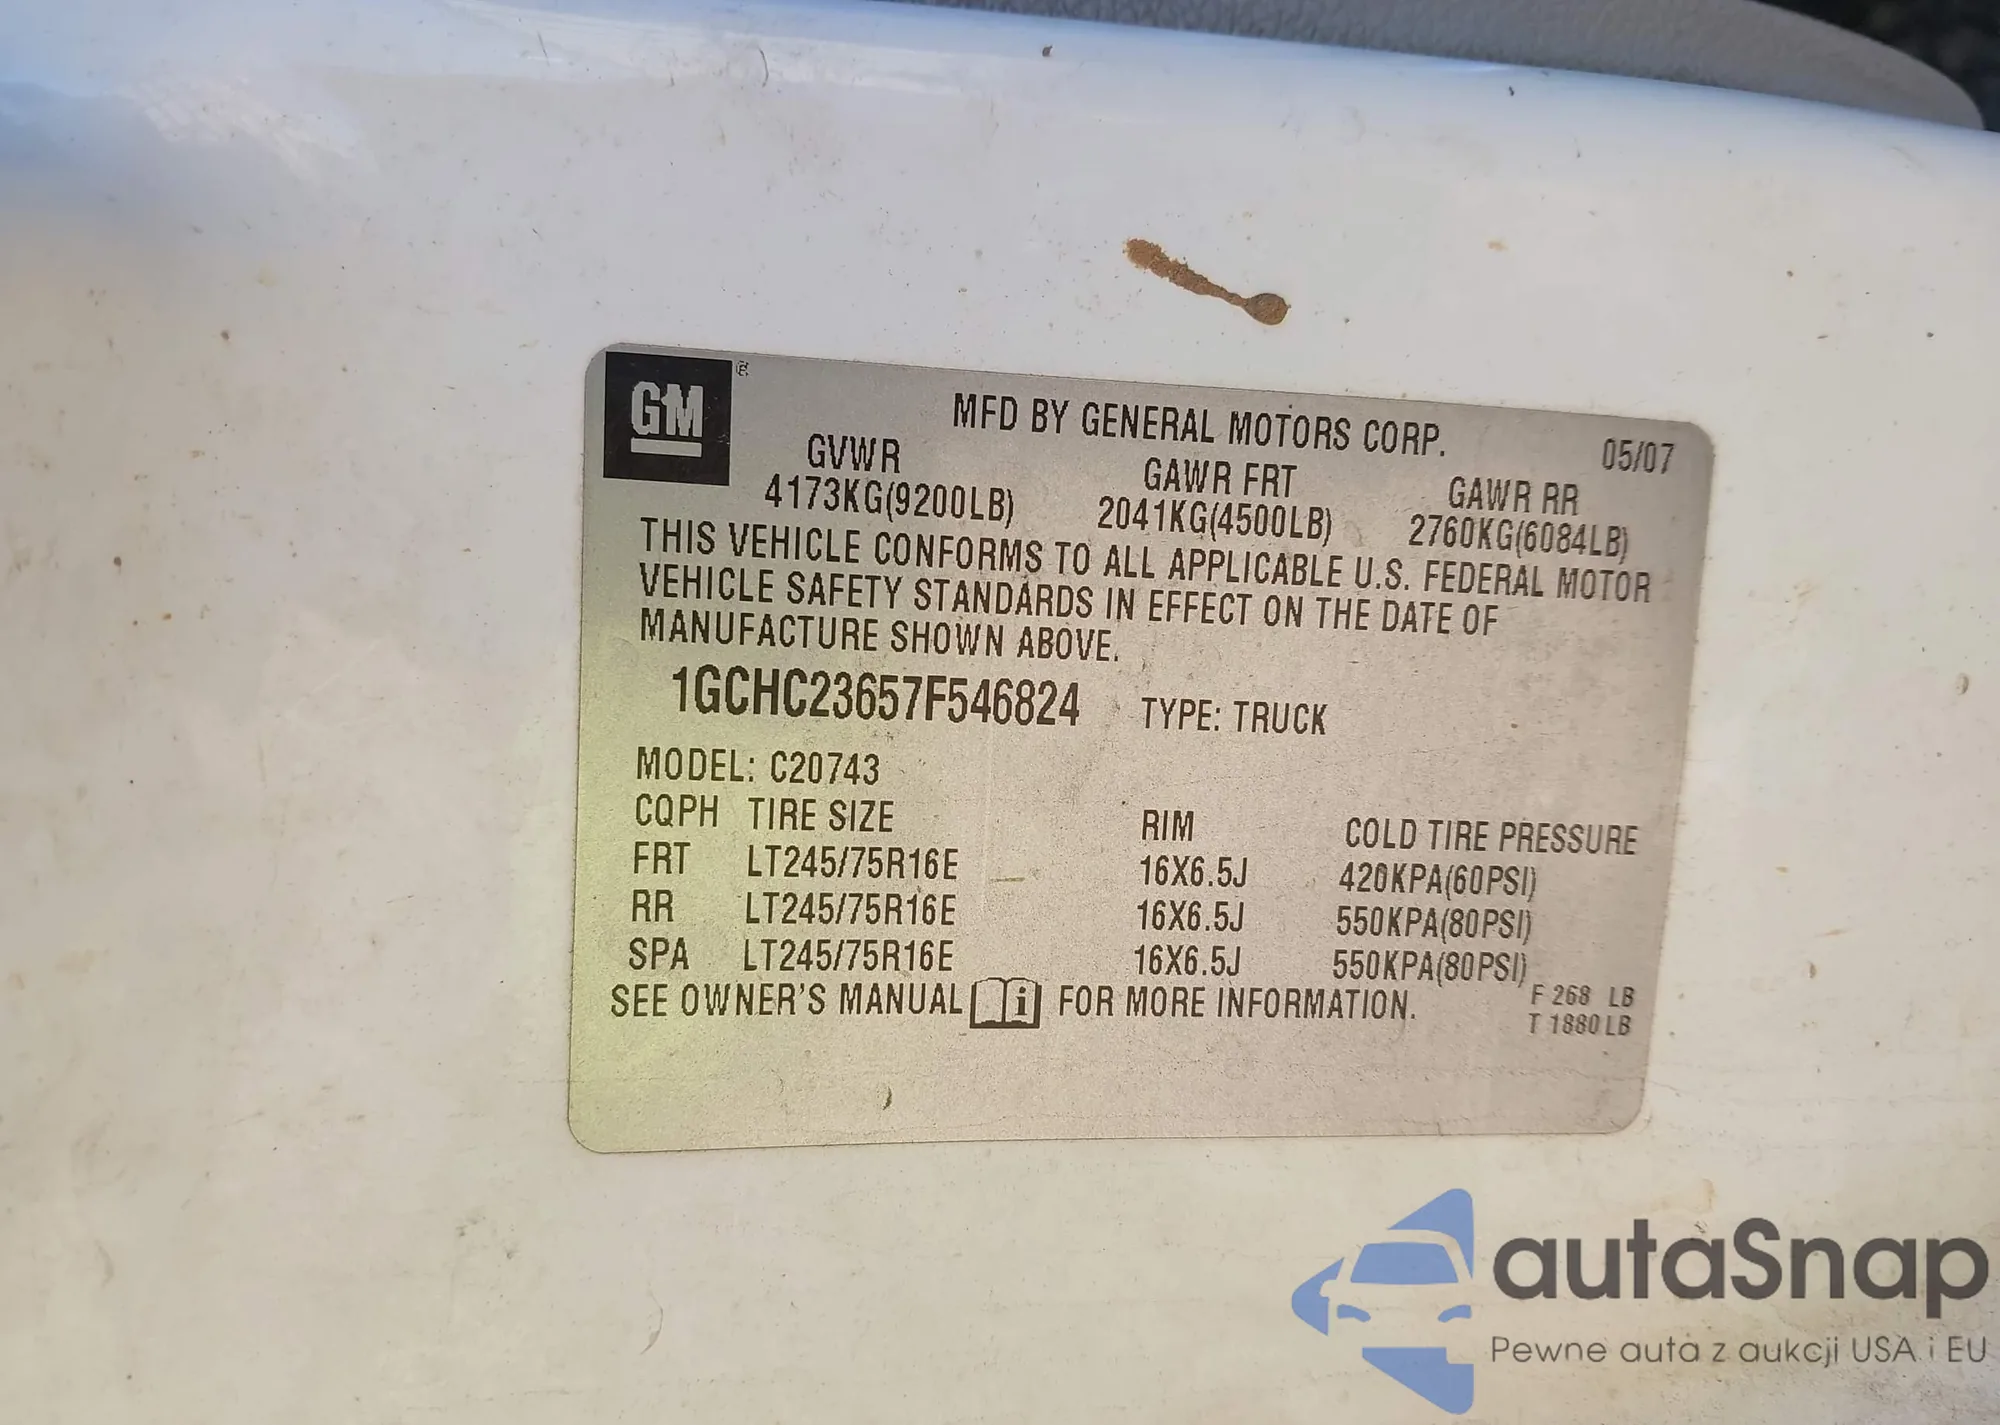 GM ®
MFD BY GENERAL MOTORS CORP. 05/07
GVWR GAWR FRT GAWR RR
4173KG(9200LB) 2041KG(4500LB) 2760KG(6084LB)
THIS VEHICLE CONFORMS TO ALL APPLICABLE U.S. FEDERAL MOTOR
VEHICLE SAFETY STANDARDS IN EFFECT ON THE DATE OF
MANUFACTURE SHOWN ABOVE.
1GCHC23657F546824 TYPE: TRUCK
MODEL: C20743
CQPH TIRE SIZE RIM COLD TIRE PRESSURE
FRT LT245/75R16E 16X6.5J 420KPA(60PSI)
RR LT245/75R16E 16X6.5J 550KPA(80PSI)
SPA LT245/75R16E 16X6.5J 550KPA(80PSI)
SEE OWNER'S MANUAL i FOR MORE INFORMATION.
F 268 LB
T 1880 LB
autaSnap
Pewne auta z aukcji USA i EU